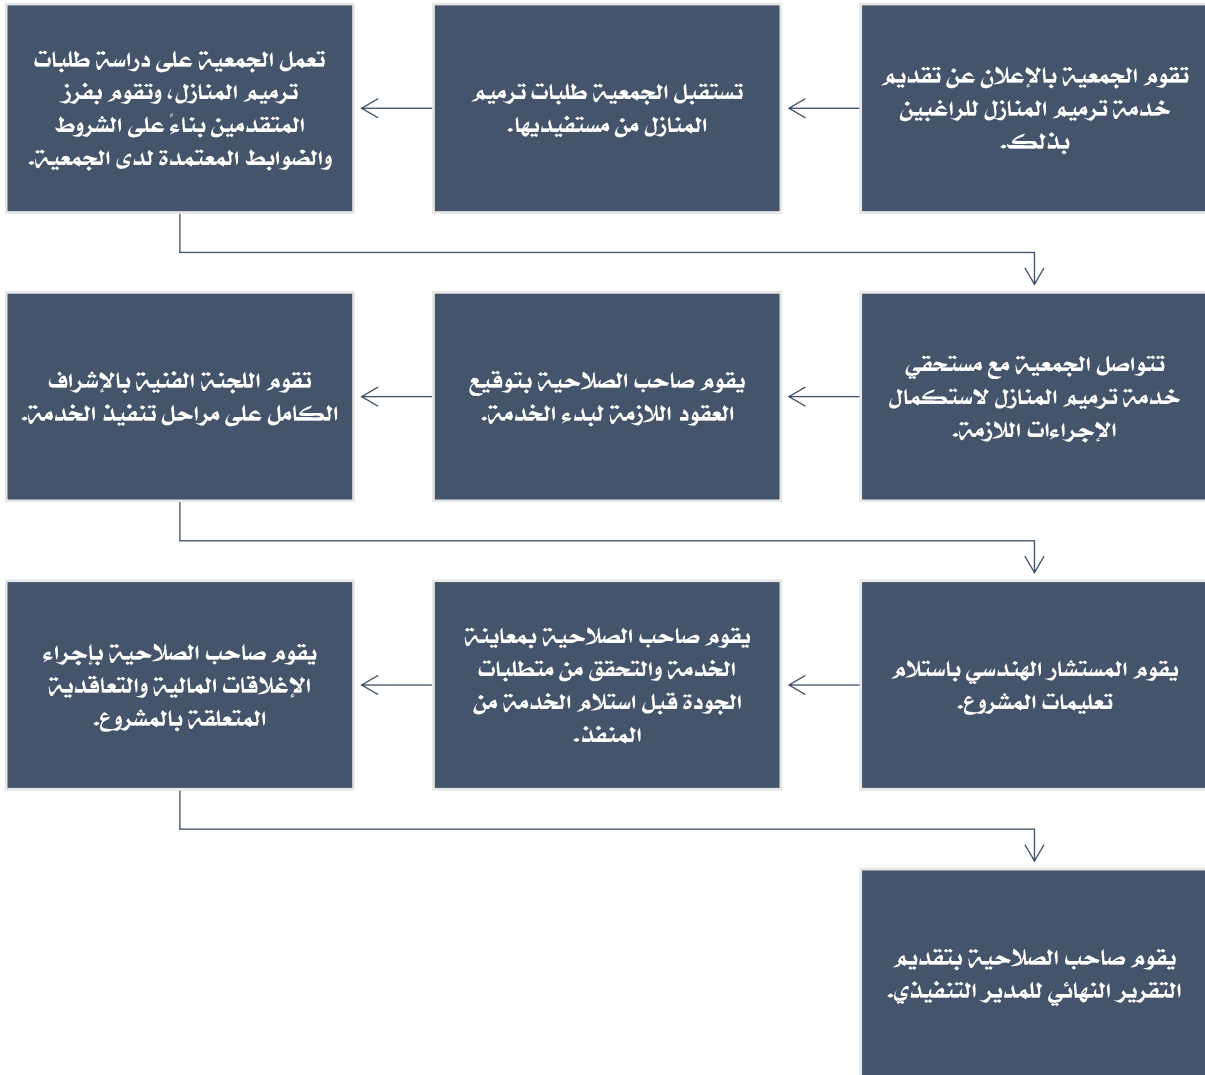 تقوم الجمعية بالإعلان عن تقديم
خدمة ترميم المنازل للراغبين
بذلك.
تستقبل الجمعية طلبات ترميم
المنازل من مستفيديها.
تعمل الجمعية على دراسة طلبات
ترميم المنازل، وتقوم بفرز
المتقدمين بناءً على الشروط
والضوابط المعتمدة لدى الجمعية.
تتواصل الجمعية مع مستحقي
خدمة ترميم المنازل لاستكمال
الإجراءات اللازمة.
يقوم صاحب الصلاحية بتوقيع
العقود اللازمة لبدء الخدمة.
تقوم اللجنة الفنية بالإشراف
الكامل على مراحل تنفيذ الخدمة.
يقوم المستشار الهندسي باستلام
تعليمات المشروع.
يقوم صاحب الصلاحية بمعاينة
الخدمة والتحقق من متطلبات
الجودة قبل استلام الخدمة من
المنفذ.
يقوم صاحب الصلاحية بإجراء
الإغلاقات المالية والتعاقدية
المتعلقة بالمشروع.
يقوم صاحب الصلاحية بتقديم
التقرير النهائي للمدير التنفيذي.